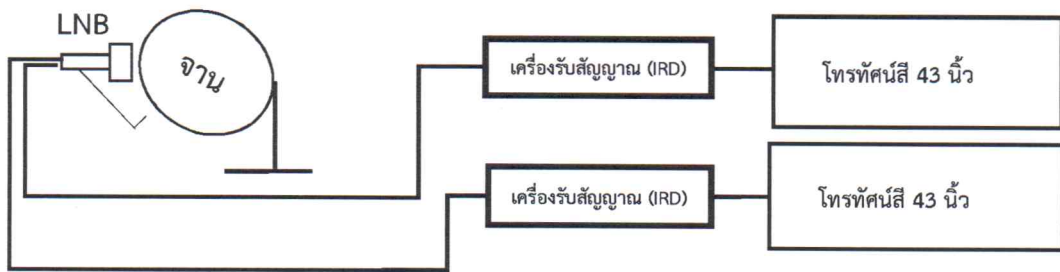 LNB
จาน
เครื่องรับสัญญาณ (IRD)
โทรทัศน์สี 43 นิ้ว
เครื่องรับสัญญาณ (IRD)
โทรทัศน์สี 43 นิ้ว